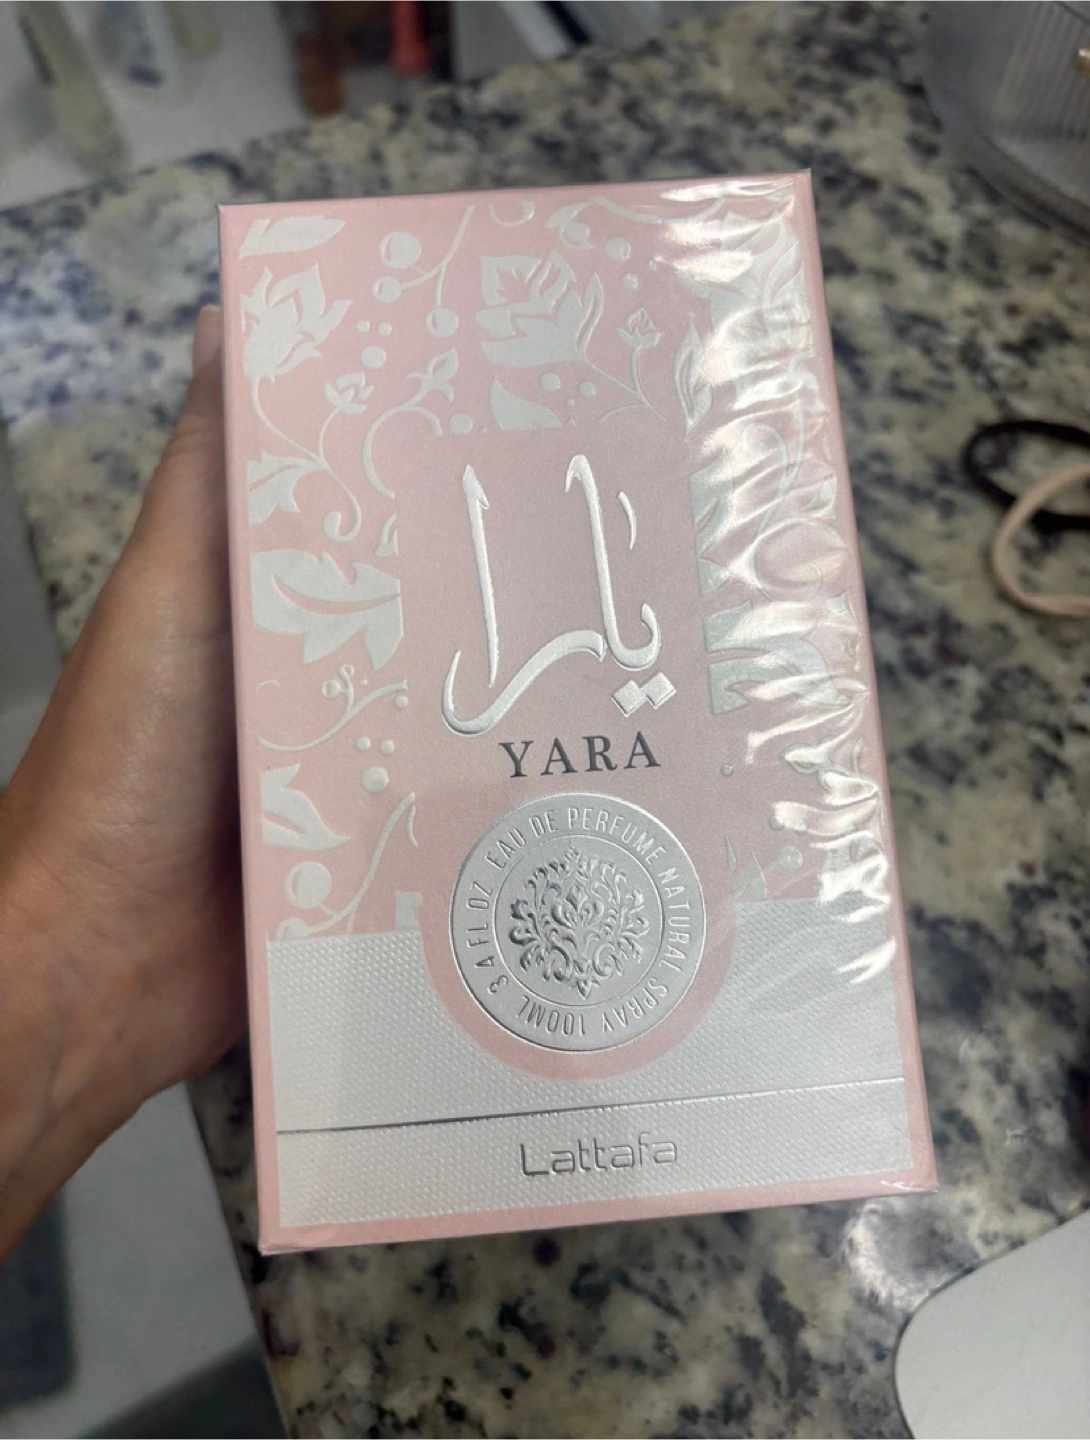 يارا
YARA
EAU DE PERFUME NATURAL SPRAY 100ML 3.4 FL OZ
Lattafa